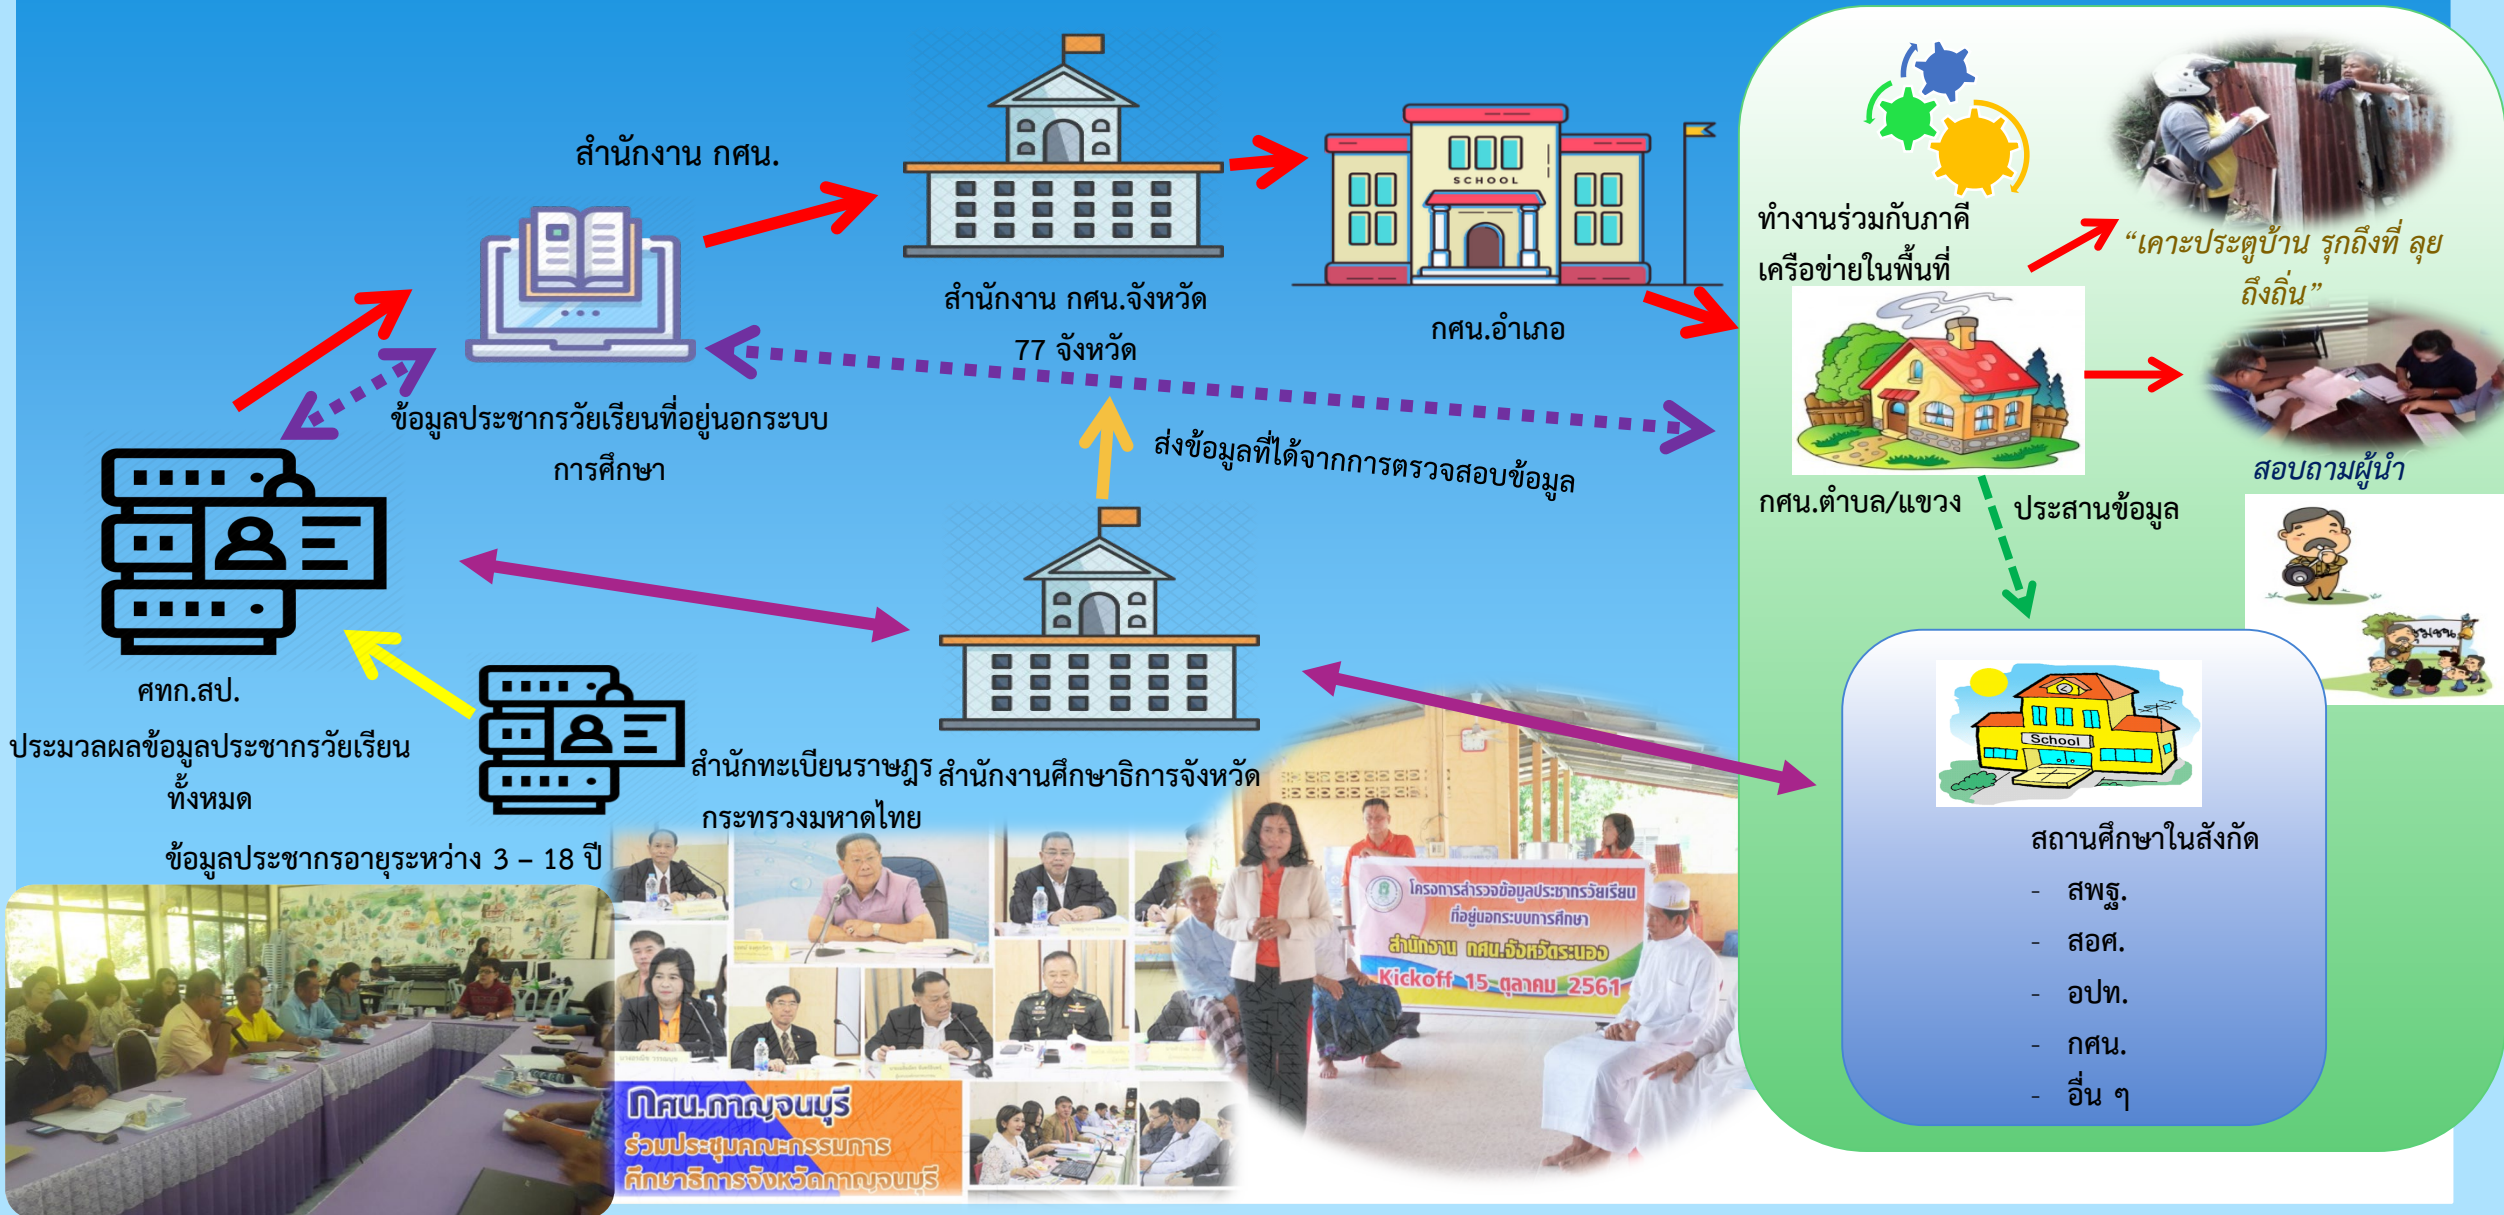 สำนักงาน กศน.
SCHOOL
สำนักงาน กศน.จังหวัด
77 จังหวัด
กศน.อำเภอ
ทำงานร่วมกับภาคี
เครือข่ายในพื้นที่
“เคาะประตูบ้าน รุกถึงที่ ลุย
ถึงถิ่น”
ข้อมูลประชากรวัยเรียนที่อยู่นอกระบบ
การศึกษา
ส่งข้อมูลที่ได้จากการตรวจสอบข้อมูล
สอบถามผู้นำ
กศน.ตำบล/แขวง
ประสานข้อมูล
ชุมชน
ศทก.สป.
ประมวลผลข้อมูลประชากรวัยเรียน
ทั้งหมด
สำนักทะเบียนราษฎร
กระทรวงมหาดไทย
สำนักงานศึกษาธิการจังหวัด
ข้อมูลประชากรอายุระหว่าง 3 – 18 ปี
School
สถานศึกษาในสังกัด
- สพฐ.
- สอศ.
- อปท.
- กศน.
- อื่น ๆ
โครงการสำรวจข้อมูลประชากรวัยเรียน
ที่อยู่นอกระบบการศึกษา
สำนักงาน กศน.จังหวัดระนอง
Kickoff 15 ตุลาคม 2561
กศน.กาญจนบุรี
ร่วมประชุมคณะกรรมการ
ศึกษาธิการจังหวัดกาญจนบุรี